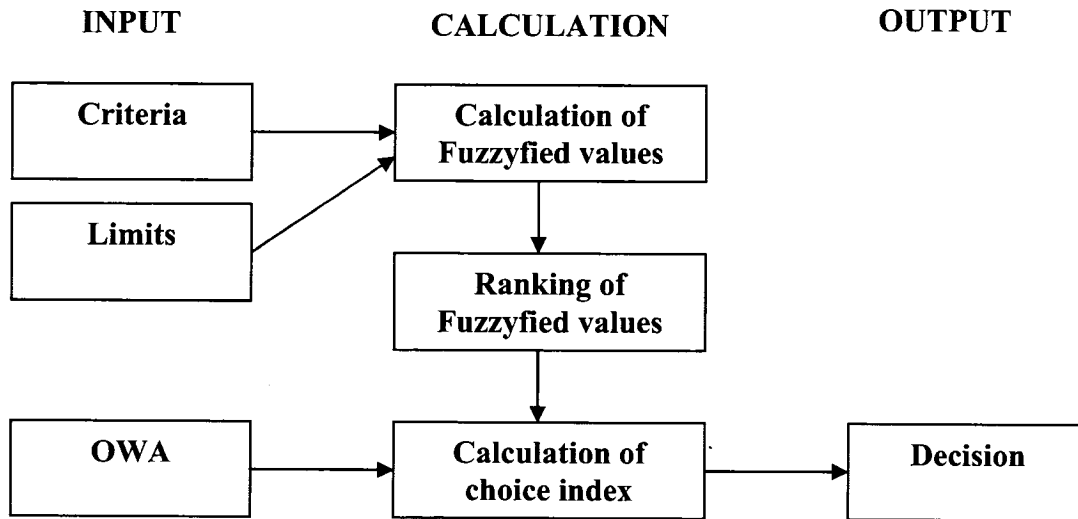 INPUT
CALCULATION
OUTPUT
Criteria
Calculation of
Fuzzyfied values
Limits
Ranking of
Fuzzyfied values
OWA
Calculation of
choice index
Decision